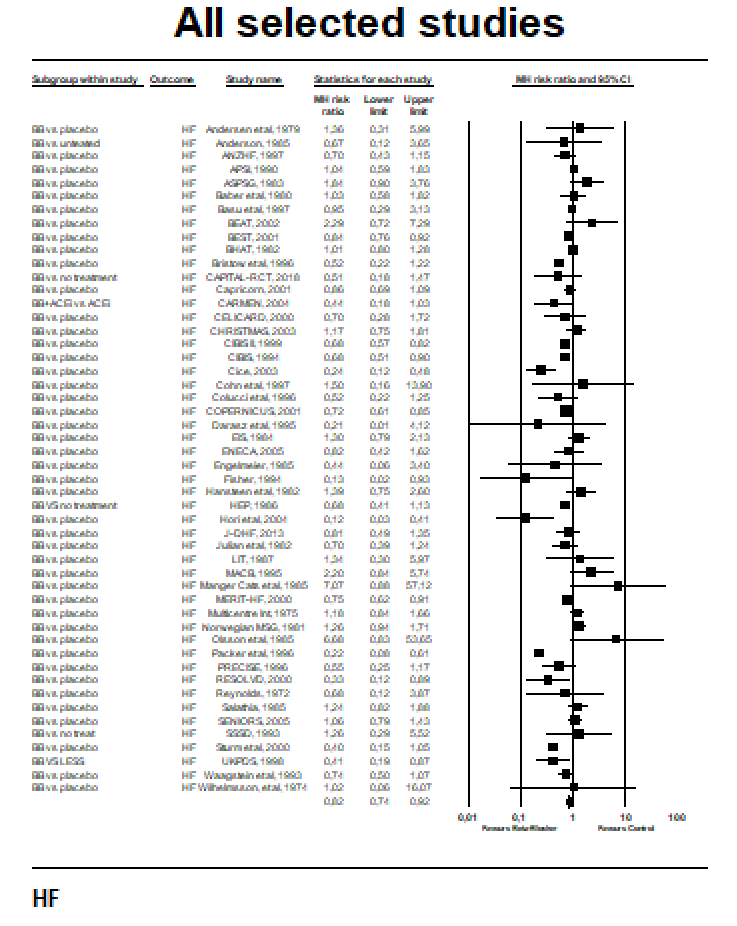 All selected studies
Subgroup within study Outcome Study name Statistics for each study MH risk ratio and 95% CI
MH risk Lower Upper
ratio limit limit
BB vs. placebo HF Andersen et al, 1979 1,36 0,31 5,99
BB vs. untreated HF Anderson, 1985 0,67 0,12 3,65
BB vs. placebo HF ANZHF, 1997 0,70 0,43 1,15
BB vs. placebo HF APSI, 1990 1,04 0,59 1,83
BB vs. placebo HF ASPSG, 1983 1,84 0,90 3,76
BB vs. placebo HF Baber et al, 1980 1,03 0,58 1,82
BB vs. placebo HF Basu et al, 1997 0,95 0,29 3,13
BB vs. placebo HF BEAT, 2002 2,29 0,72 7,29
BB vs. placebo HF BEST, 2001 0,84 0,76 0,92
BB vs. placebo HF BHAT, 1982 1,01 0,80 1,28
BB vs. placebo HF Bristow et al, 1996 0,52 0,22 1,22
BB vs. no treatment HF CAPITAL-RCT, 2018 0,51 0,18 1,47
BB vs. placebo HF Capricorn, 2001 0,86 0,69 1,09
BB+ACEi vs. ACEi HF CARMEN, 2004 0,44 0,18 1,03
BB vs. placebo HF CELICARD, 2000 0,70 0,28 1,72
BB vs. placebo HF CHRISTMAS, 2003 1,17 0,75 1,81
BB vs. placebo HF CIBIS II, 1999 0,68 0,57 0,82
BB vs. placebo HF CIBIS, 1994 0,68 0,51 0,90
BB vs. placebo HF Cice, 2003 0,24 0,12 0,48
BB vs. placebo HF Cohn et al, 1997 1,50 0,16 13,90
BB vs. placebo HF Colucci et al, 1996 0,52 0,22 1,25
BB vs. placebo HF COPERNICUS, 2001 0,72 0,61 0,85
BB vs. placebo HF et al, 1995 0,21 0,01 4,12
BB vs. placebo HF EIS, 1984 1,30 0,79 2,13
BB vs. placebo HF ENECA, 2005 0,82 0,42 1,62
BB vs. placebo HF Engelmeier, 1985 0,44 0,06 3,40
BB vs. placebo HF Fisher, 1994 0,13 0,02 0,93
BB vs. placebo HF Hansteen et al, 1982 1,39 0,75 2,60
BB VS no treatment HF HEP, 1986 0,68 0,41 1,13
BB vs. placebo HF Hori et al, 2004 0,12 0,03 0,41
BB vs. placebo HF J-DHF, 2013 0,81 0,49 1,35
BB vs. placebo HF Julian et al, 1982 0,70 0,39 1,24
BB vs. placebo HF LIT, 1987 1,34 0,30 5,97
BB vs. placebo HF MACB, 1995 2,20 0,84 5,74
BB vs. placebo HF Manger Cats et al, 1985 7,07 0,88 57,12
BB vs. placebo HF MERIT-HF, 2000 0,75 0,62 0,91
BB vs. placebo HF Multicentre Int, 1975 1,18 0,84 1,66
BB vs. placebo HF Norwegian MSG, 1981 1,26 0,94 1,71
BB vs. placebo HF Olsson et al, 1985 6,68 0,83 53,65
BB vs. placebo HF Packer et al, 1996 0,22 0,08 0,61
BB vs. placebo HF PRECISE, 1996 0,55 0,25 1,17
BB vs. placebo HF RESOLVD, 2000 0,33 0,12 0,89
BB vs. placebo HF Reynolds, 1972 0,68 0,12 3,87
BB vs. placebo HF Salathia, 1985 1,24 0,82 1,88
BB vs. placebo HF SENIORS, 2005 1,06 0,79 1,43
BB vs. no treat HF SSSD, 1993 1,26 0,29 5,52
BB vs. placebo HF Sturm et al, 2000 0,40 0,15 1,05
BB VS LESS HF UKPDS, 1998 0,41 0,19 0,87
BB vs. placebo HF Waagstein et al, 1993 0,74 0,50 1,07
BB vs. placebo HF Wilhelmsson, et al, 1974 1,02 0,06 16,07
0,82 0,74 0,92
0,01 0,1 1 10 100
Favours Beta-Blocker Favours Control
HF